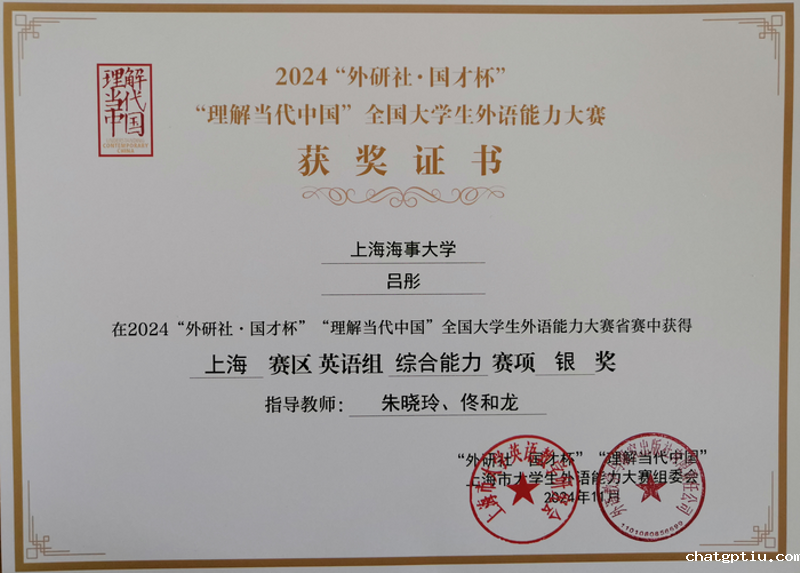 理解
当代
中国
CONTEMPORARY
CHINA
2024“外研社·国才杯”
“理解当代中国”全国大学生外语能力大赛
获奖证书
上海海事大学
吕彤
在2024“外研社·国才杯”“理解当代中国”全国大学生外语能力大赛省赛中获得
上海 赛区 英语组 综合能力 赛项 银 奖
指导教师： 朱晓玲、佟和龙
“外研社·国才杯”“理解当代中国”
上海市大学生外语能力大赛组委会
2024年11月
chatgptiu.com